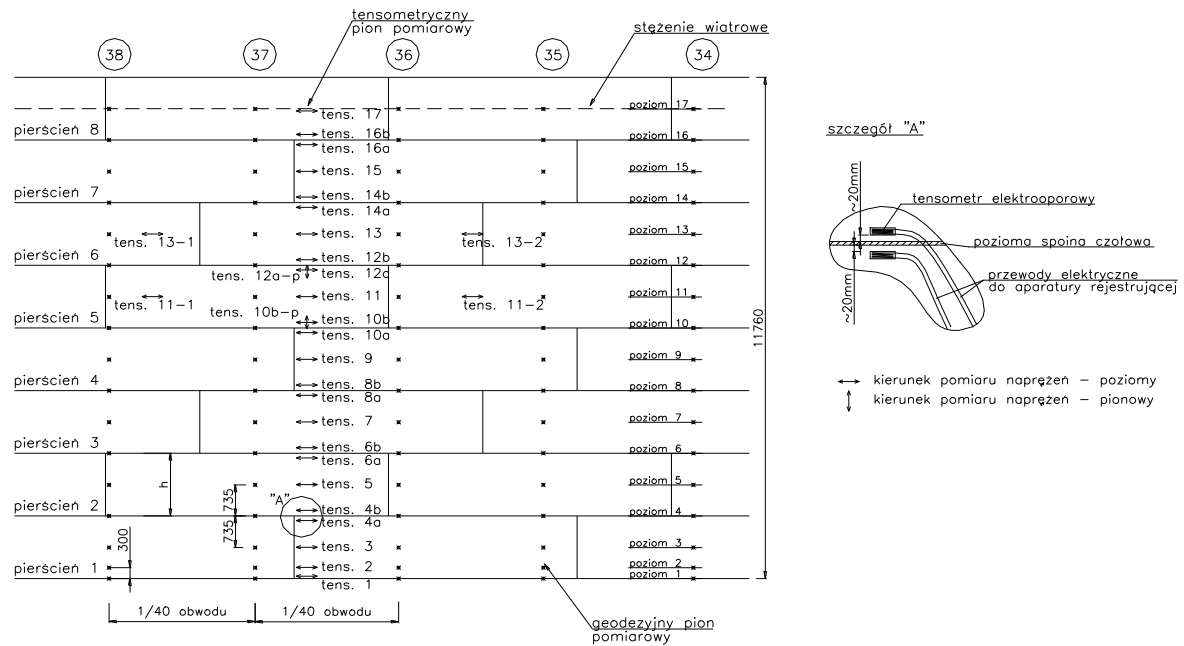 tensometryczny
pion pomiarowy
stężenie wiatrowe
38
37
36
35
34
poziom 17
tens. 17
pierścień 8
tens. 16b
poziom 16
tens. 16a
tens. 15
poziom 15
pierścień 7
tens. 14b
poziom 14
tens. 14a
tens. 13-1
tens. 13
tens. 13-2
poziom 13
pierścień 6
tens. 12b
poziom 12
tens. 12a-p
tens. 12a
tens. 11-1
tens. 11
tens. 11-2
poziom 11
tens. 10b-p
pierścień 5
tens. 10b
poziom 10
tens. 10a
tens. 9
poziom 9
pierścień 4
tens. 8b
poziom 8
tens. 8a
tens. 7
poziom 7
pierścień 3
tens. 6b
poziom 6
tens. 6a
h
735
tens. 5
poziom 5
"A"
pierścień 2
tens. 4b
poziom 4
tens. 4a
735
300
tens. 3
poziom 3
tens. 2
poziom 2
pierścień 1
poziom 1
tens. 1
1/40 obwodu
1/40 obwodu
geodezyjny pion
pomiarowy
11760
szczegół "A"
~20mm
tensometr elektrooporowy
pozioma spoina czołowa
~20mm
przewody elektryczne
do aparatury rejestrującej
kierunek pomiaru naprężeń – poziomy
kierunek pomiaru naprężeń – pionowy